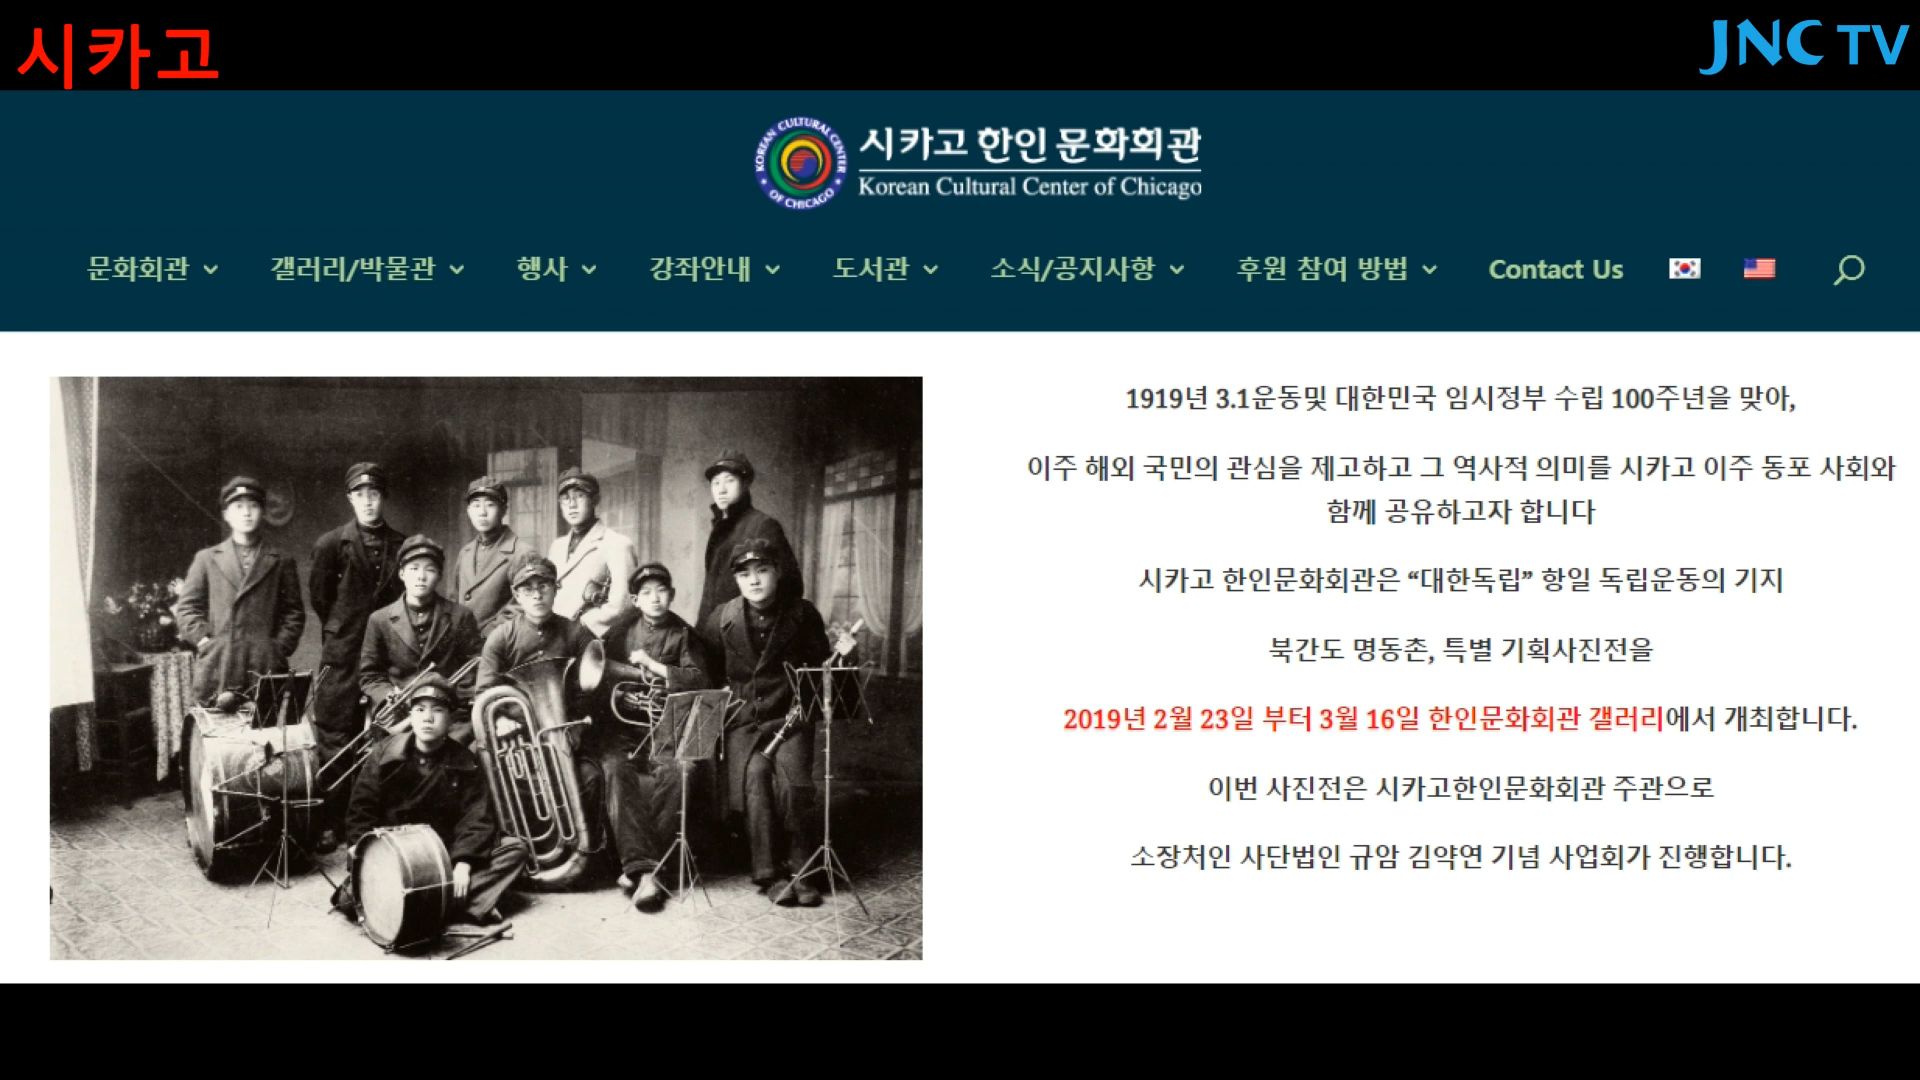 시카고
JNC TV
KOREAN CULTURAL CENTER OF CHICAGO
시카고 한인 문화회관
Korean Cultural Center of Chicago
문화회관 갤러리/박물관 행사 강좌안내 도서관 소식/공지사항 후원 참여 방법 Contact Us
1919년 3.1운동및 대한민국 임시정부 수립 100주년을 맞아,
이주 해외 국민의 관심을 제고하고 그 역사적 의미를 시카고 이주 동포 사회와
함께 공유하고자 합니다
시카고 한인문화회관은 “대한독립” 항일 독립운동의 기지
북간도 명동촌, 특별 기획사진전을
2019년 2월 23일 부터 3월 16일 한인문화회관 갤러리에서 개최합니다.
이번 사진전은 시카고한인문화회관 주관으로
소장처인 사단법인 규암 김약연 기념 사업회가 진행합니다.